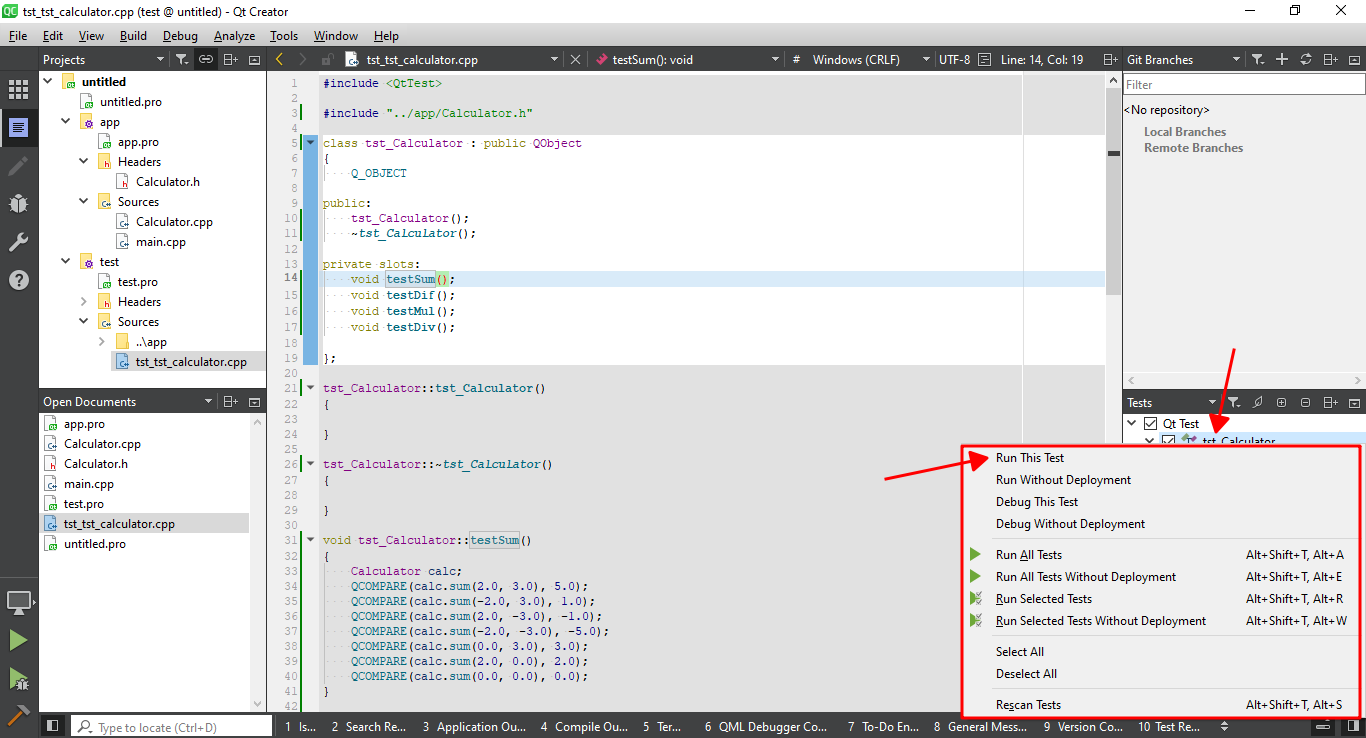 tst_tst_calculator.cpp (test @ untitled) - Qt Creator
File Edit View Build Debug Analyze Tools Window Help
Projects
tst_tst_calculator.cpp
testSum(): void
# Windows (CRLF)
UTF-8
Line: 14, Col: 19
Git Branches
untitled
untitled.pro
app
app.pro
Headers
Calculator.h
Sources
Calculator.cpp
main.cpp
test
test.pro
Headers
Sources
..\app
tst_tst_calculator.cpp
Open Documents
app.pro
Calculator.cpp
Calculator.h
main.cpp
test.pro
tst_tst_calculator.cpp
untitled.pro
1 #include <QtTest>
2
3 #include "../app/Calculator.h"
4
5 class tst_Calculator : public QObject
6 {
7 Q_OBJECT
8
9 public:
10 tst_Calculator();
11 ~tst_Calculator();
12
13 private slots:
14 void testSum();
15 void testDif();
16 void testMul();
17 void testDiv();
18
19 };
20
21 tst_Calculator::tst_Calculator()
22 {
23
24 }
25
26 tst_Calculator::~tst_Calculator()
27 {
28
29 }
30
31 void tst_Calculator::testSum()
32 {
33 Calculator calc;
34 QCOMPARE(calc.sum(2.0, 3.0), 5.0);
35 QCOMPARE(calc.sum(-2.0, 3.0), 1.0);
36 QCOMPARE(calc.sum(2.0, -3.0), -1.0);
37 QCOMPARE(calc.sum(-2.0, -3.0), -5.0);
38 QCOMPARE(calc.sum(0.0, 3.0), 3.0);
39 QCOMPARE(calc.sum(2.0, 0.0), 2.0);
40 QCOMPARE(calc.sum(0.0, 0.0), 0.0);
41 }
42
Filter
<No repository>
Local Branches
Remote Branches
Tests
Qt Test
tst_Calculator
Run This Test
Run Without Deployment
Debug This Test
Debug Without Deployment
Run All Tests Alt+Shift+T, Alt+A
Run All Tests Without Deployment Alt+Shift+T, Alt+E
Run Selected Tests Alt+Shift+T, Alt+R
Run Selected Tests Without Deployment Alt+Shift+T, Alt+W
Select All
Deselect All
Rescan Tests Alt+Shift+T, Alt+S
Type to locate (Ctrl+D)
1 Is... 2 Search Re... 3 Application Ou... 4 Compile Ou... 5 Ter... 6 QML Debugger Co... 7 To-Do En... 8 General Mess... 9 Version Co... 10 Test Re...